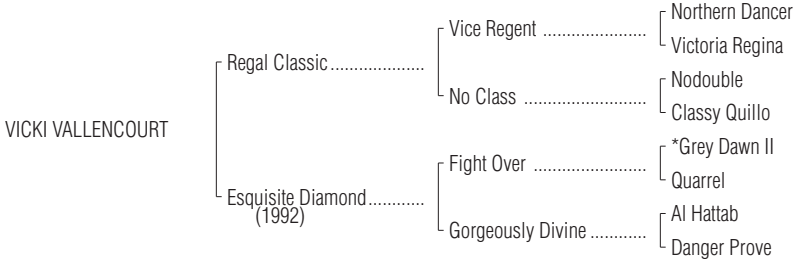 Northern Dancer
Vice Regent ......................
Victoria Regina
Regal Classic....................
Nodouble
No Class .........................
Classy Quillo
VICKI VALLENCOURT
*Grey Dawn II
Fight Over .......................
Quarrel
Esquisite Diamond............
(1992)
Al Hattab
Gorgeously Divine ............
Danger Prove